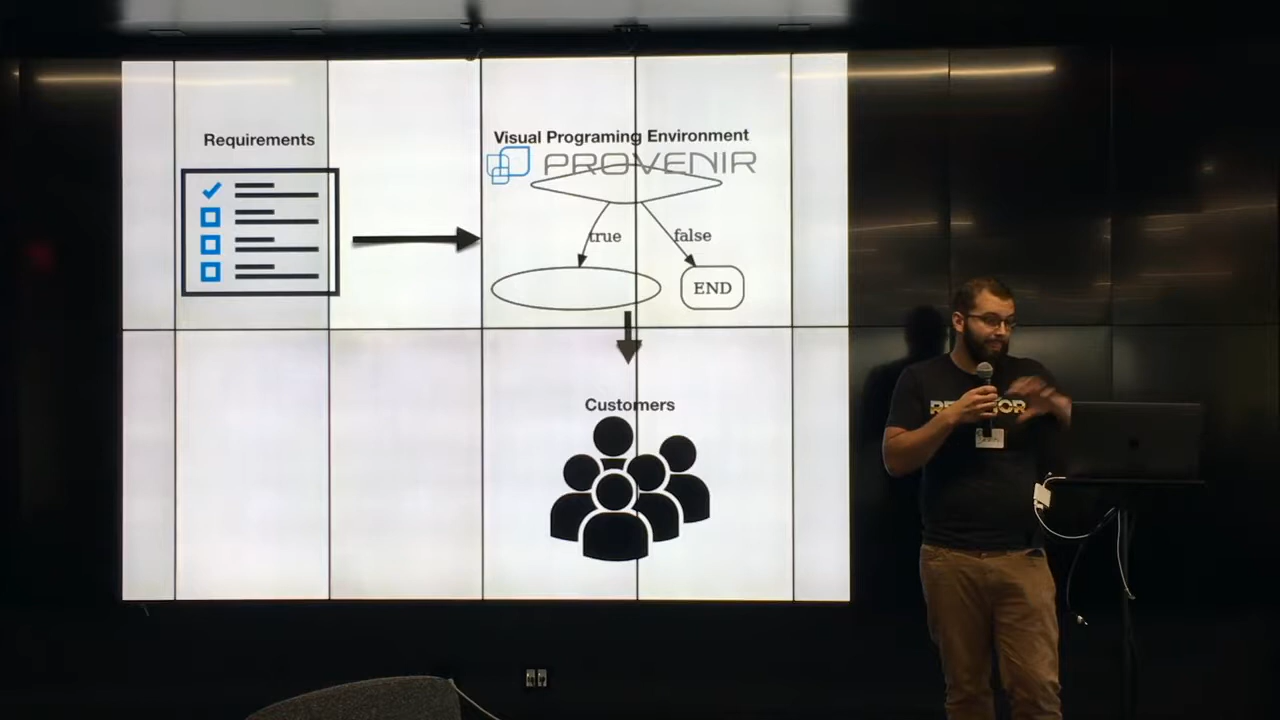 Requirements
Visual Programing Environment
PROVENIR
true
false
END
Customers